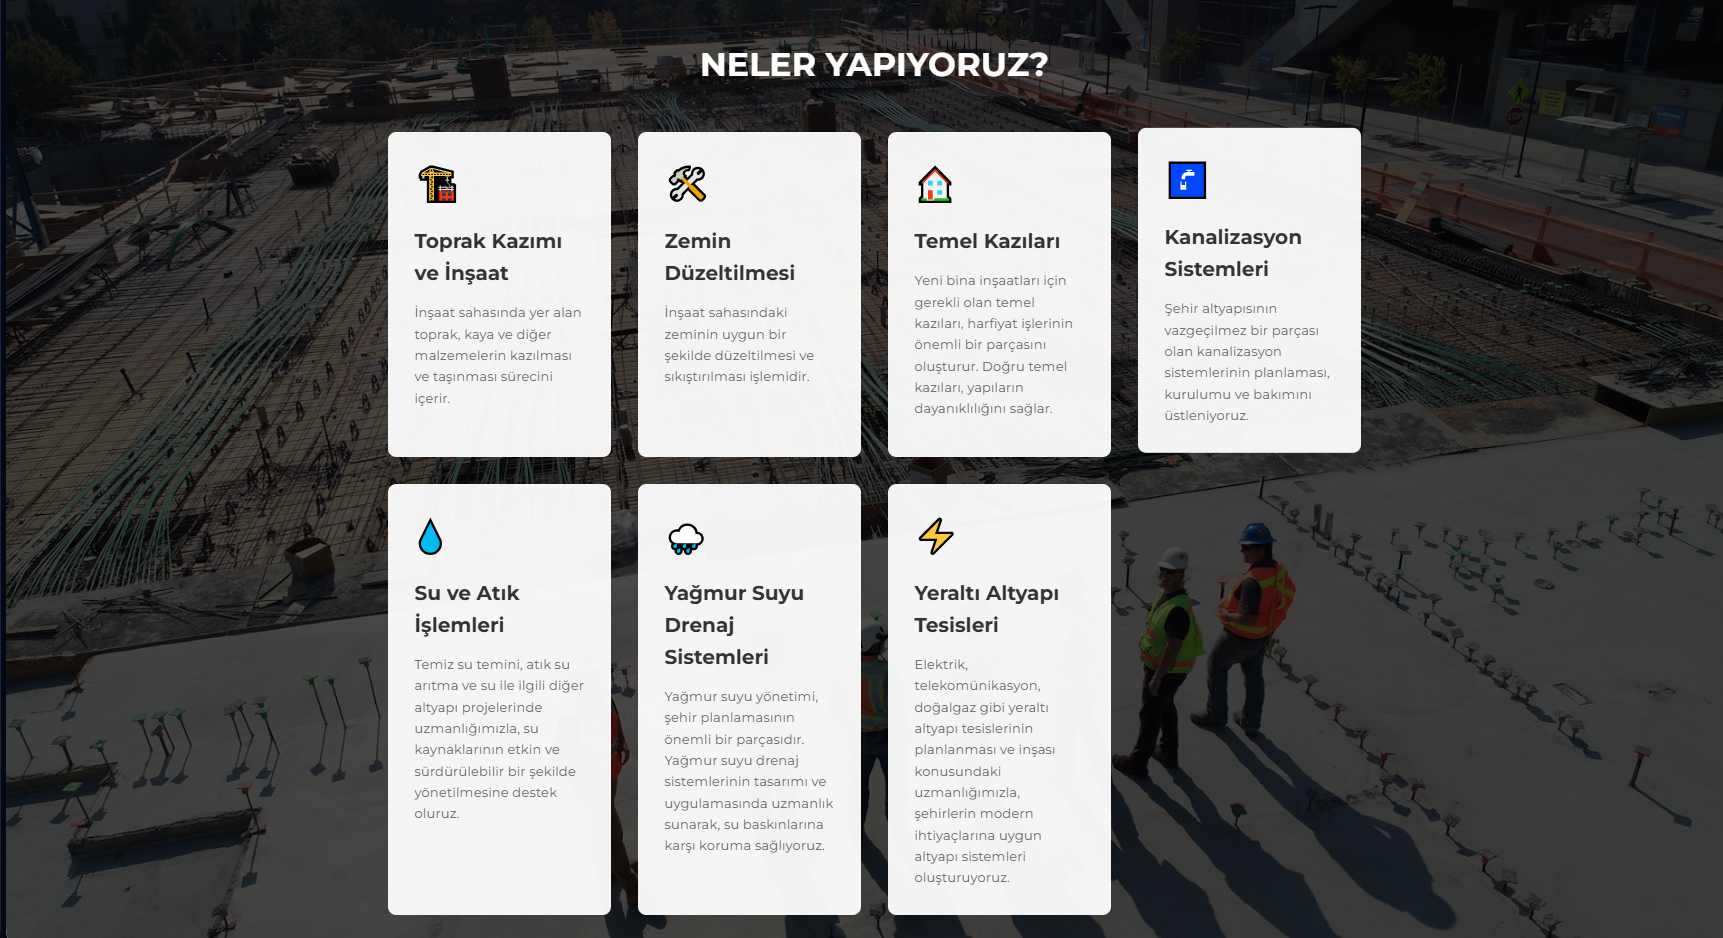 NELER YAPIYORUZ?
Toprak Kazımı
ve İnşaat
İnşaat sahasında yer alan
toprak, kaya ve diğer
malzemelerin kazılması
ve taşınması sürecini
içerir.
Zemin
Düzeltilmesi
İnşaat sahasındaki
zeminin uygun bir
şekilde düzeltilmesi ve
sıkıştırılması işlemidir.
Temel Kazıları
Yeni bina inşaatları için
gerekli olan temel
kazıları, harfiyat işlerinin
önemli bir parçasını
oluşturur. Doğru temel
kazıları, yapıların
dayanıklılığını sağlar.
Kanalizasyon
Sistemleri
Şehir altyapısının
vazgeçilmez bir parçası
olan kanalizasyon
sistemlerinin planlaması,
kurulumu ve bakımını
üstleniyoruz.
Su ve Atık
İşlemleri
Temiz su temini, atık su
arıtma ve su ile ilgili diğer
altyapı projelerinde
uzmanlığımızla, su
kaynaklarının etkin ve
sürdürülebilir bir şekilde
yönetilmesine destek
oluruz.
Yağmur Suyu
Drenaj
Sistemleri
Yağmur suyu yönetimi,
şehir planlamasının
önemli bir parçasıdır.
Yağmur suyu drenaj
sistemlerinin tasarımı ve
uygulamasında uzmanlık
sunarak, su baskınlarına
karşı koruma sağlıyoruz.
Yeraltı Altyapı
Tesisleri
Elektrik,
telekomünikasyon,
doğalgaz gibi yeraltı
altyapı tesislerinin
planlanması ve inşası
konusundaki
uzmanlığımızla,
şehirlerin modern
ihtiyaçlarına uygun
altyapı sistemleri
oluşturuyoruz.